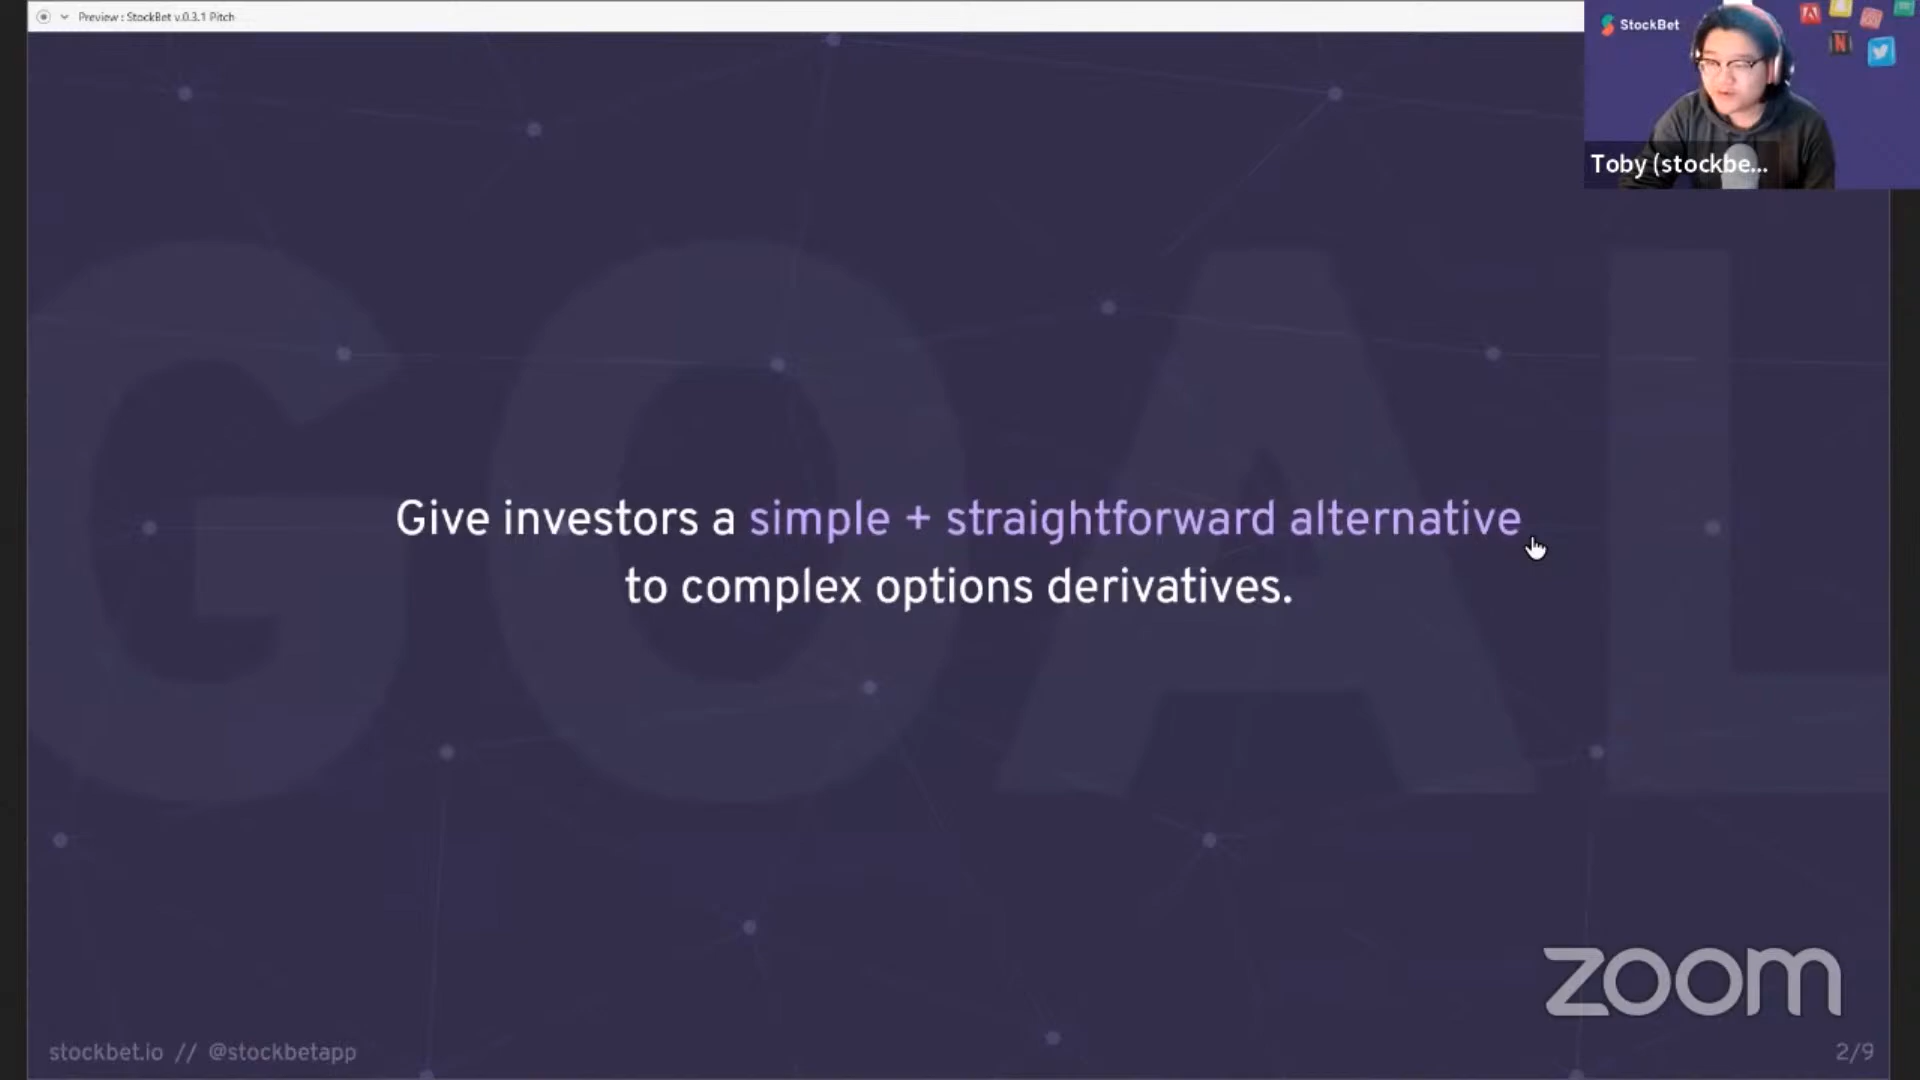 Preview : StockBet v.0.3.1 Pitch
StockBet
N
Toby (stockbe...
GOAL
Give investors a simple + straightforward alternative
to complex options derivatives.
zoom
stockbet.io // @stockbetapp
2/9